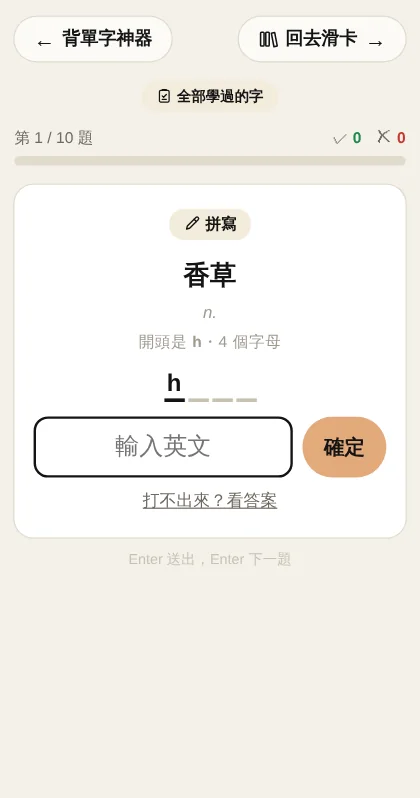 ← 背單字神器
回去滑卡 →
全部學過的字
第 1 / 10 題
✓ 0 ✕ 0
拼寫
香草
n.
開頭是 h · 4 個字母
h _ _ _
輸入英文
確定
打不出來？看答案
Enter 送出，Enter 下一題